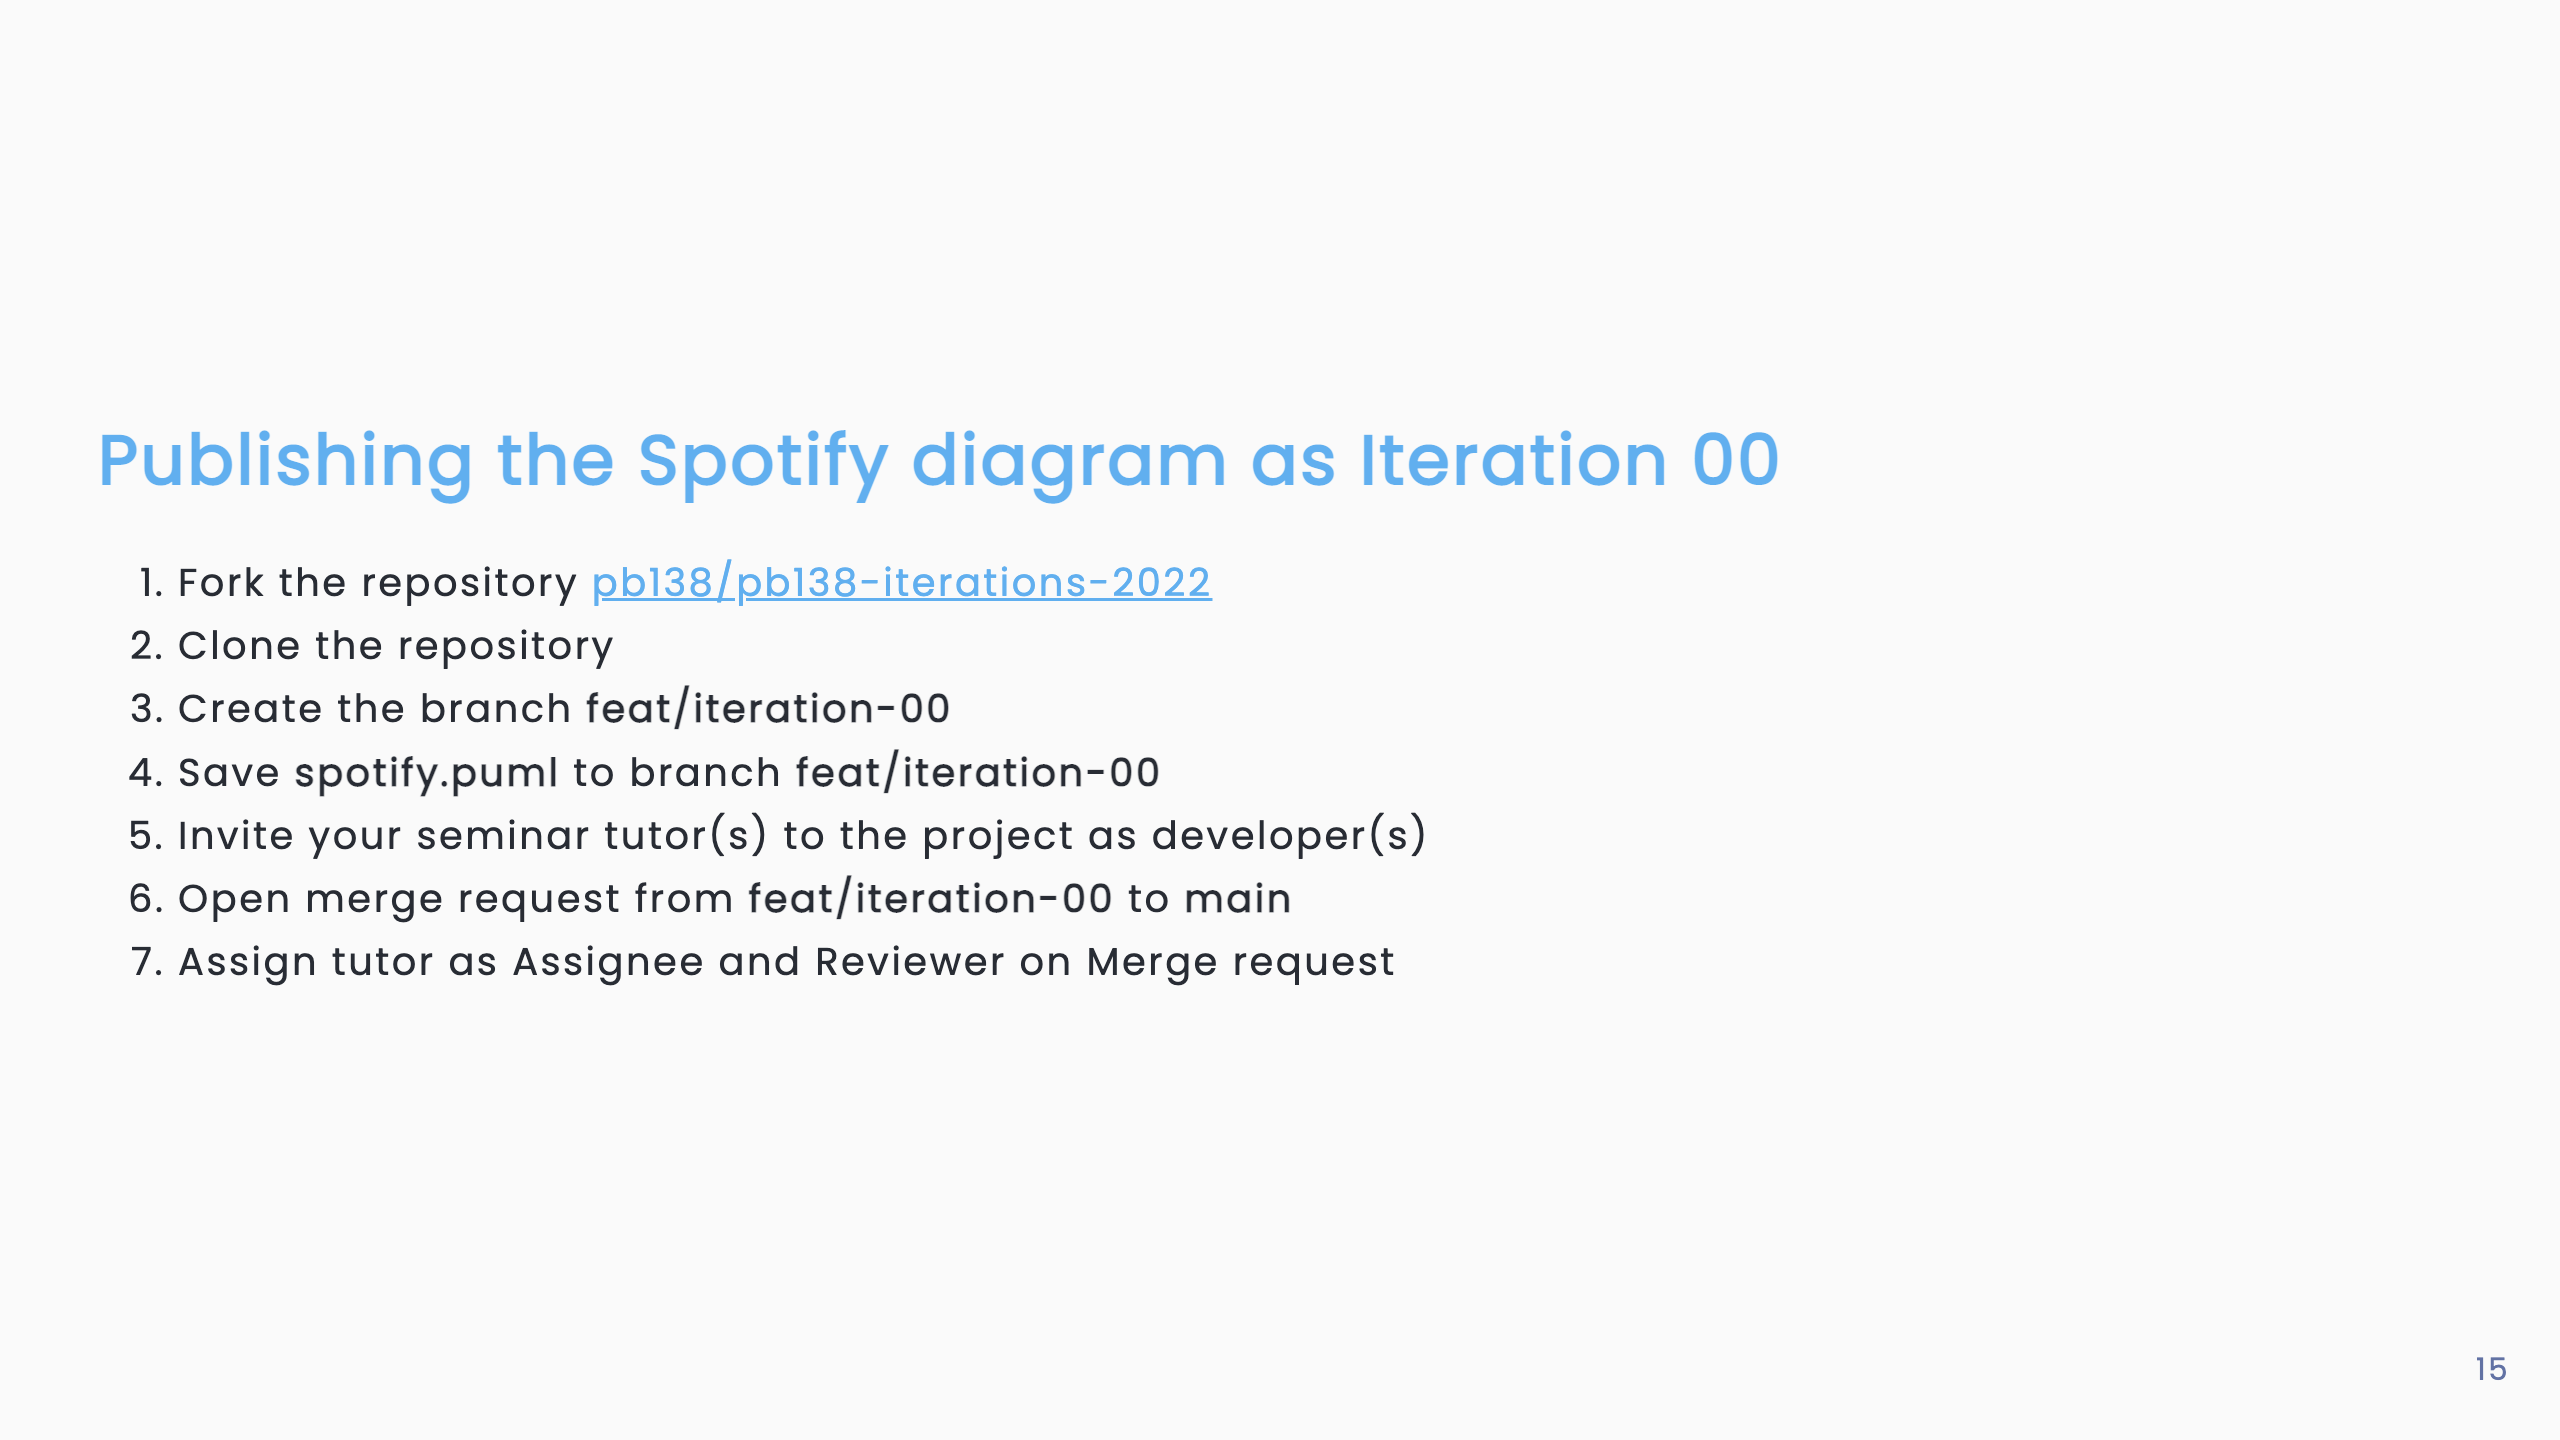 Publishing the Spotify diagram as Iteration 00
1. Fork the repository pb138/pb138-iterations-2022
2. Clone the repository
3. Create the branch feat/iteration-00
4. Save spotify.puml to branch feat/iteration-00
5. Invite your seminar tutor(s) to the project as developer(s)
6. Open merge request from feat/iteration-00 to main
7. Assign tutor as Assignee and Reviewer on Merge request
15